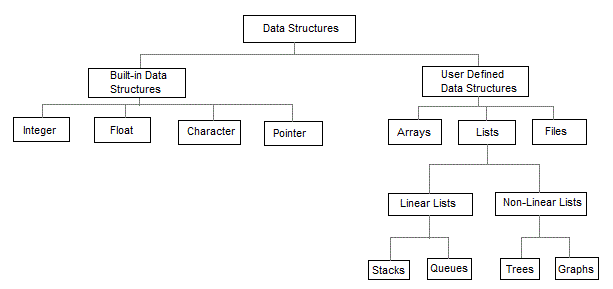 Data Structures
Built-in Data
Structures
User Defined
Data Structures
Integer
Float
Character
Pointer
Arrays
Lists
Files
Linear Lists
Non-Linear Lists
Stacks
Queues
Trees
Graphs